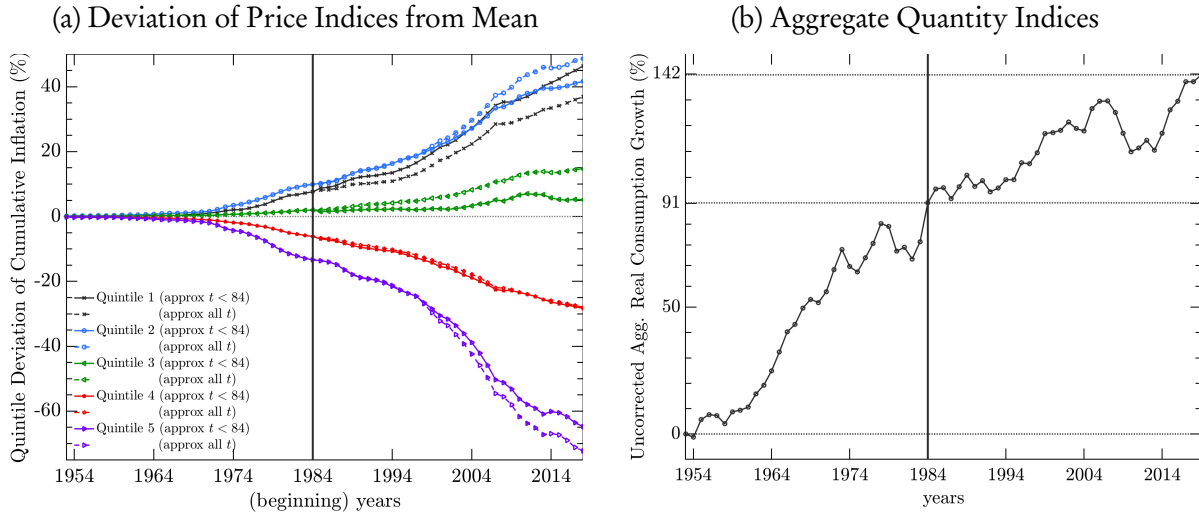 (a) Deviation of Price Indices from Mean
Quintile Deviation of Cumulative Inflation (%)
40
20
0
-20
-40
-60
Quintile 1 (approx t < 84)
(approx all t)
Quintile 2 (approx t < 84)
(approx all t)
Quintile 3 (approx t < 84)
(approx all t)
Quintile 4 (approx t < 84)
(approx all t)
Quintile 5 (approx t < 84)
(approx all t)
1954 1964 1974 1984 1994 2004 2014
(beginning) years
(b) Aggregate Quantity Indices
Uncorrected Agg. Real Consumption Growth (%)
142
91
50
0
1954 1964 1974 1984 1994 2004 2014
years